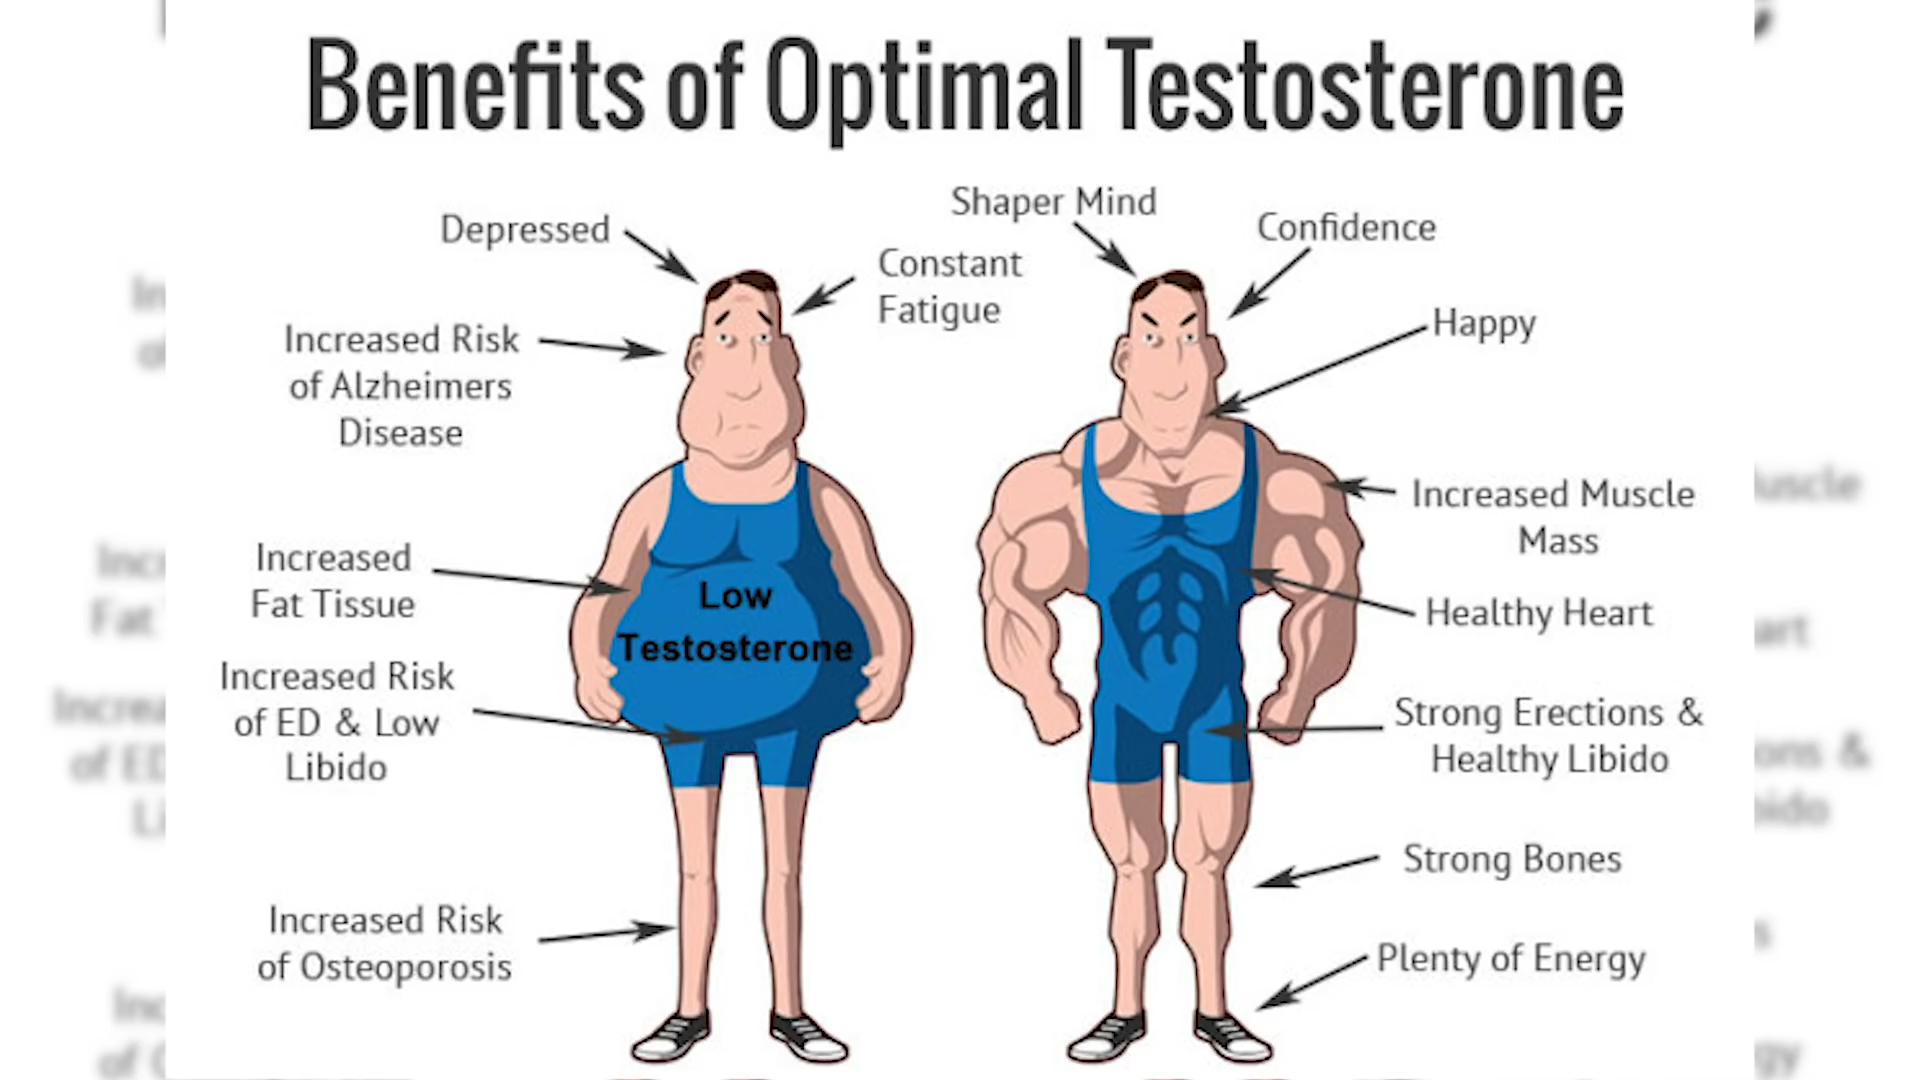 Benefits of Optimal Testosterone
Depressed
Constant
Fatigue
Increased Risk
of Alzheimers
Disease
Increased
Fat Tissue
Low
Testosterone
Increased Risk
of ED & Low
Libido
Increased Risk
of Osteoporosis
Shaper Mind
Confidence
Happy
Increased Muscle
Mass
Healthy Heart
Strong Erections &
Healthy Libido
Strong Bones
Plenty of Energy